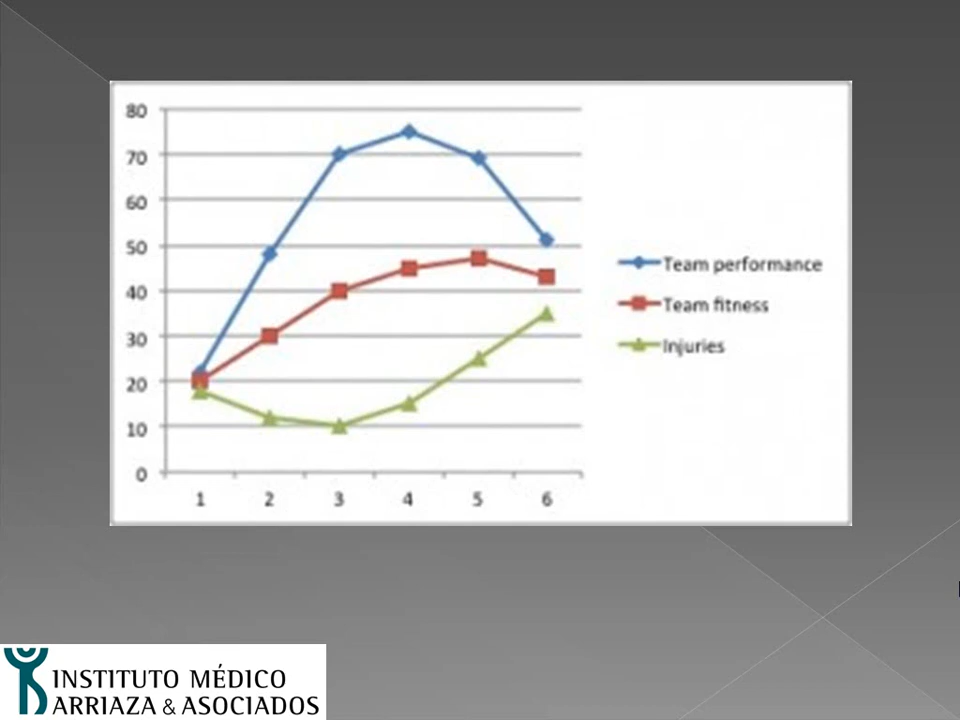 80
70
60
50
40
30
20
10
0
1 2 3 4 5 6
Team performance
Team fitness
Injuries
INSTITUTO MÉDICO
ARRIAZA & ASOCIADOS